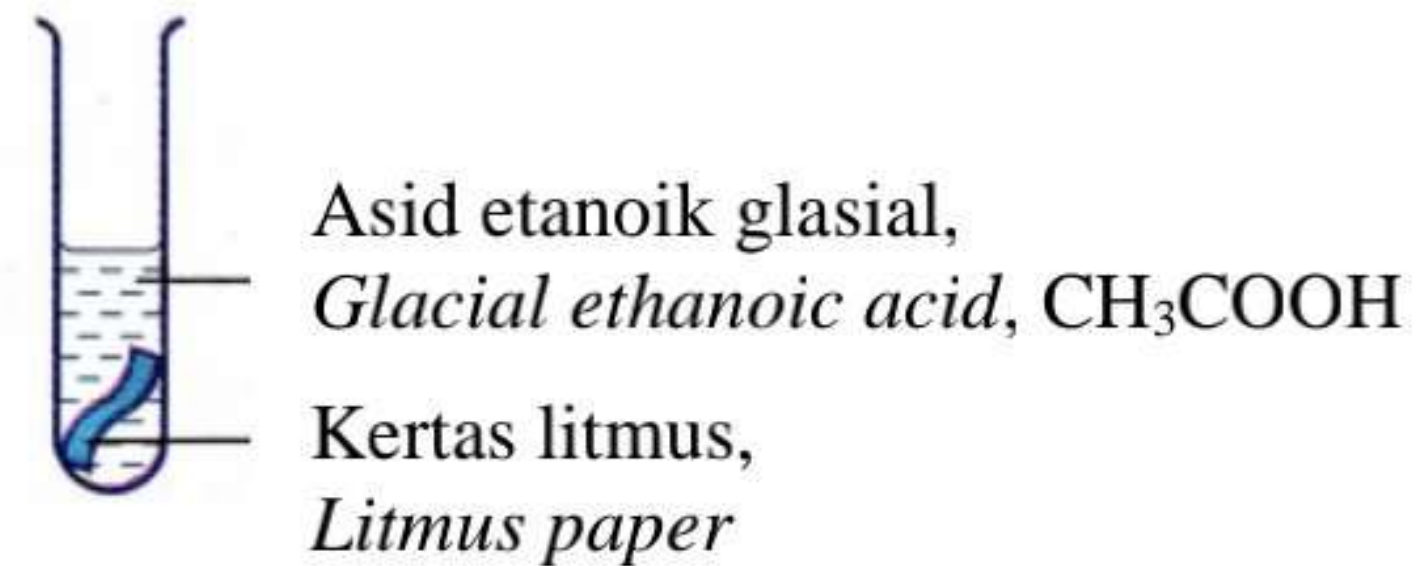 Asid etanoik glasial,
Glacial ethanoic acid, CH₃COOH
Kertas litmus,
Litmus paper